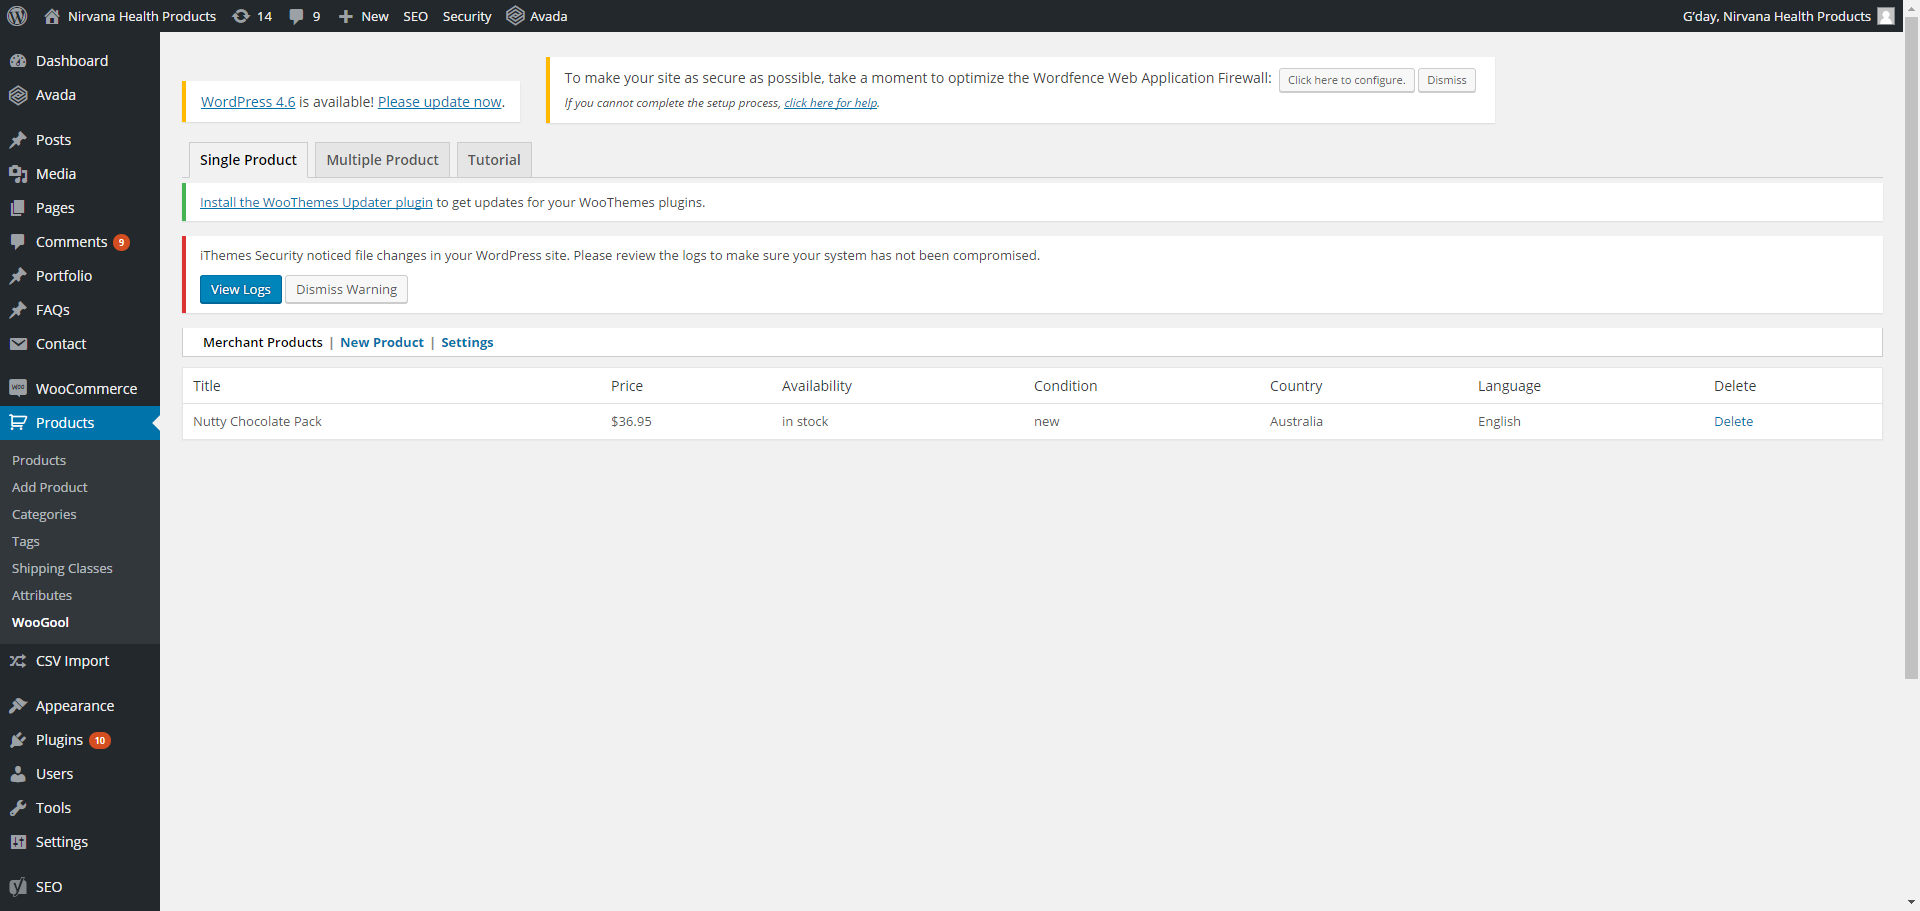 Nirvana Health Products 14 9 New SEO Security Avada G'day, Nirvana Health Products
Dashboard
Avada
Posts
Media
Pages
Comments 9
Portfolio
FAQs
Contact
WooCommerce
Products
Products
Add Product
Categories
Tags
Shipping Classes
Attributes
WooGool
CSV Import
Appearance
Plugins 10
Users
Tools
Settings
SEO
WordPress 4.6 is available! Please update now.
To make your site as secure as possible, take a moment to optimize the Wordfence Web Application Firewall: Click here to configure. Dismiss
If you cannot complete the setup process, click here for help.
Single Product Multiple Product Tutorial
Install the WooThemes Updater plugin to get updates for your WooThemes plugins.
iThemes Security noticed file changes in your WordPress site. Please review the logs to make sure your system has not been compromised.
View Logs Dismiss Warning
Merchant Products | New Product | Settings
Title Price Availability Condition Country Language Delete
Nutty Chocolate Pack $36.95 in stock new Australia English Delete